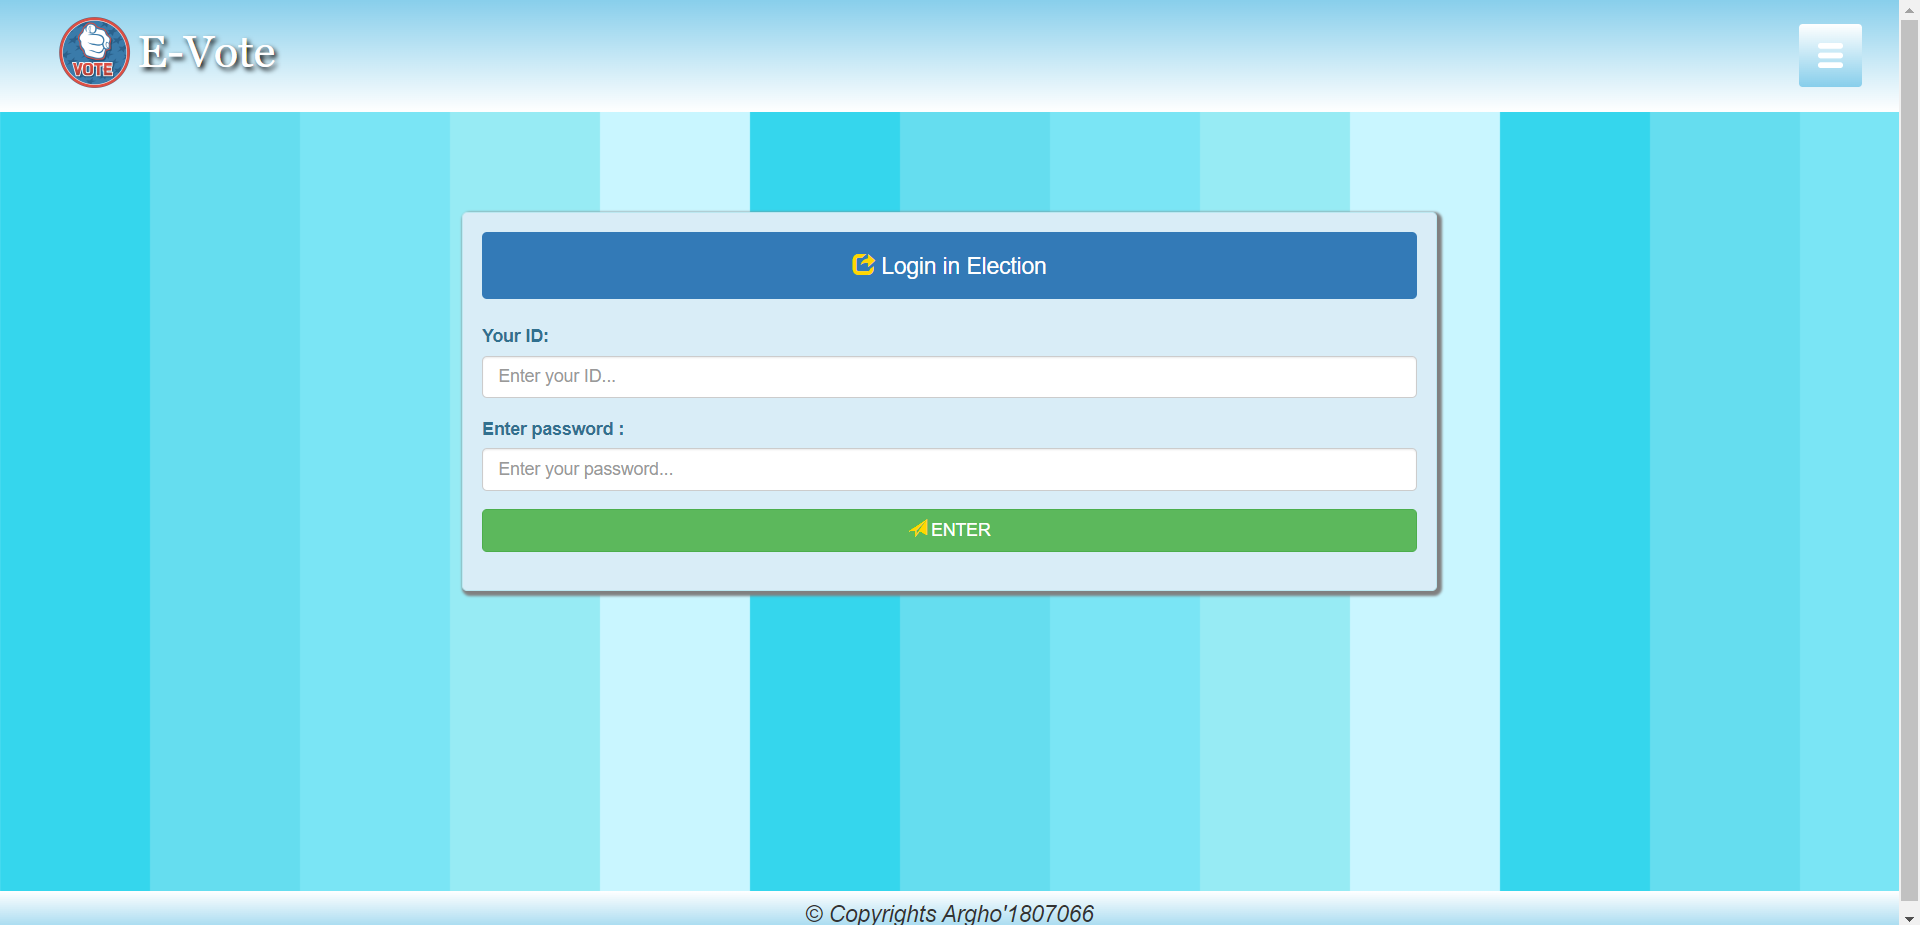 VOTE
E-Vote
Login in Election
Your ID:
Enter your ID...
Enter password :
Enter your password...
ENTER
© Copyrights Argho'1807066